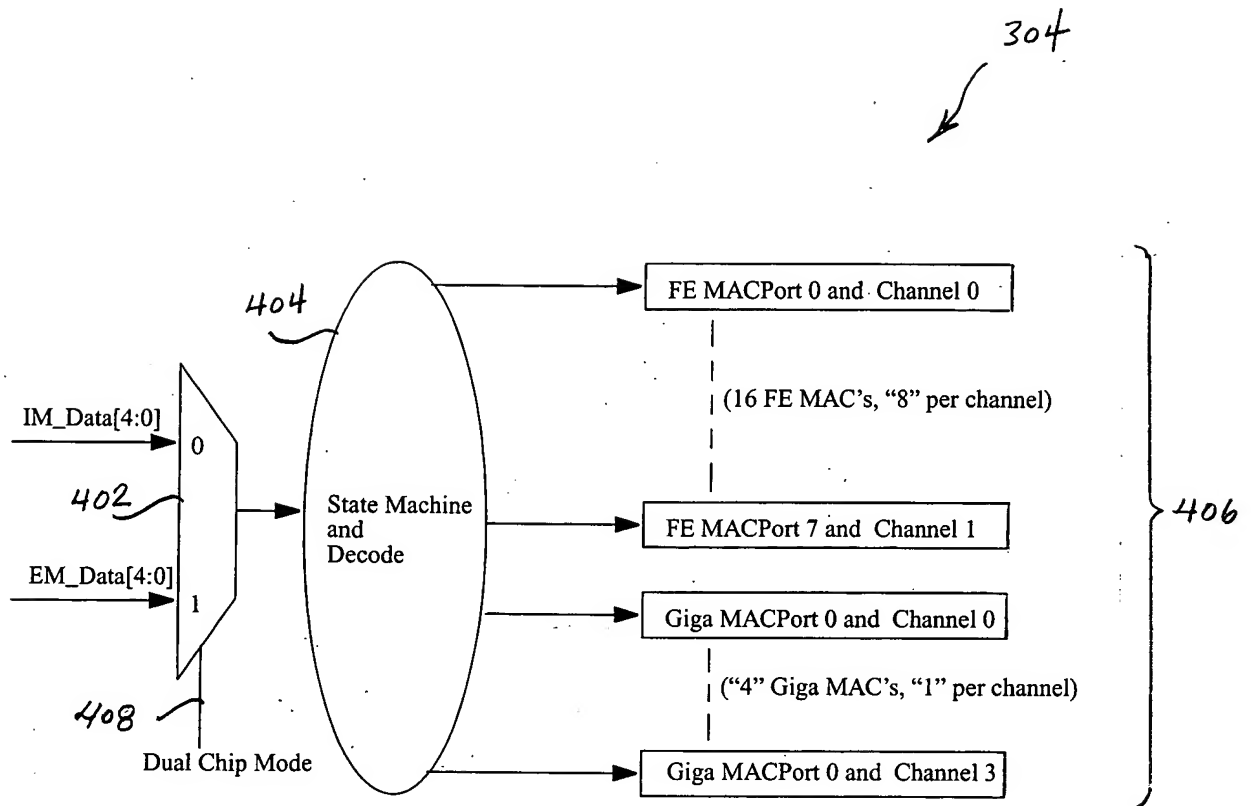 304
FE MACPort 0 and Channel 0
404
(16 FE MAC's, “8” per channel)
IM_Data[4:0]
0
402
State Machine
and
Decode
FE MACPort 7 and Channel 1
406
EM_Data[4:0]
1
Giga MACPort 0 and Channel 0
(“4” Giga MAC's, “1” per channel)
408
Dual Chip Mode
Giga MACPort 0 and Channel 3